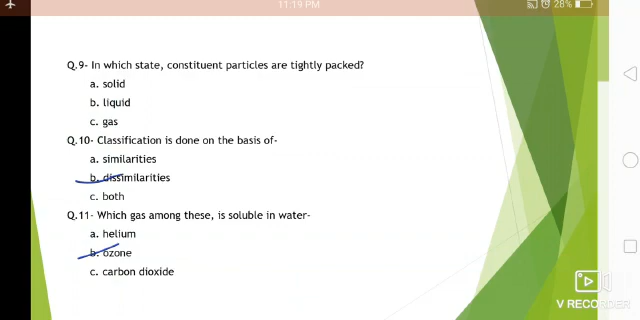 11:19 PM
28%
Q.9- In which state, constituent particles are tightly packed?
a. solid
b. liquid
c. gas
Q.10- Classification is done on the basis of-
a. similarities
b. dissimilarities
c. both
Q.11- Which gas among these, is soluble in water-
a. helium
b. ozone
c. carbon dioxide
V RECORDER